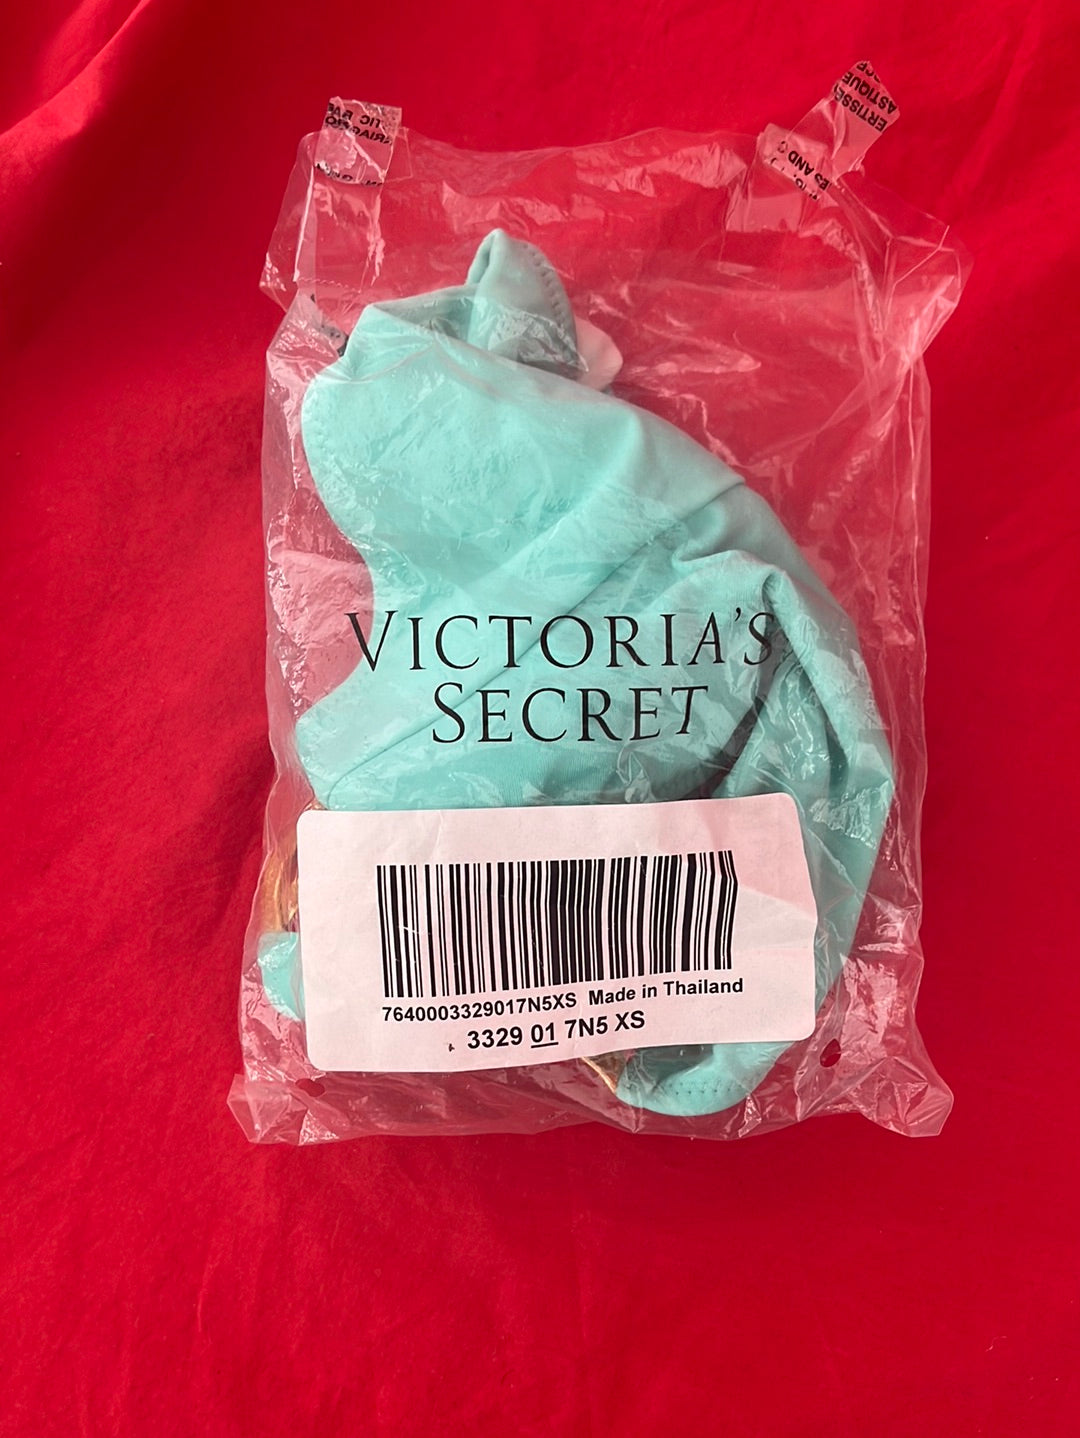 VICTORIA'S
SECRET
7640003329017N5XS Made in Thailand
3329 01 7N5 XS